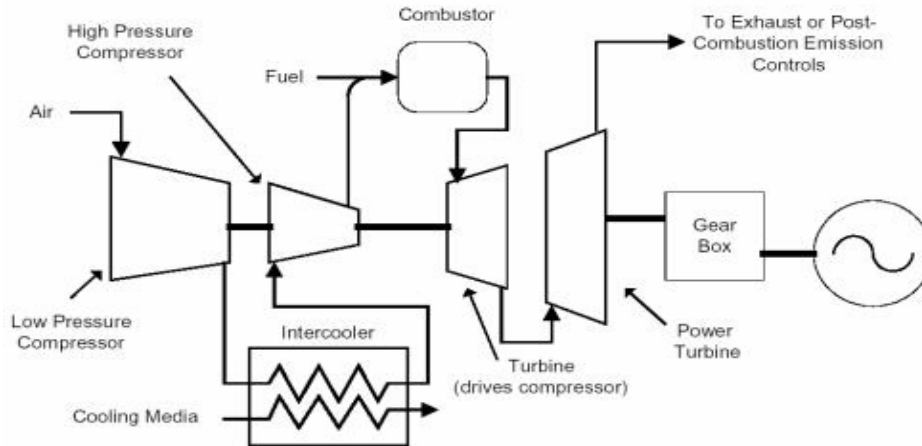 Combustor
To Exhaust or Post-
Combustion Emission
Controls
High Pressure
Compressor
Fuel
Air
Gear
Box
Low Pressure
Compressor
Intercooler
Turbine
(drives compressor)
Power
Turbine
Cooling Media